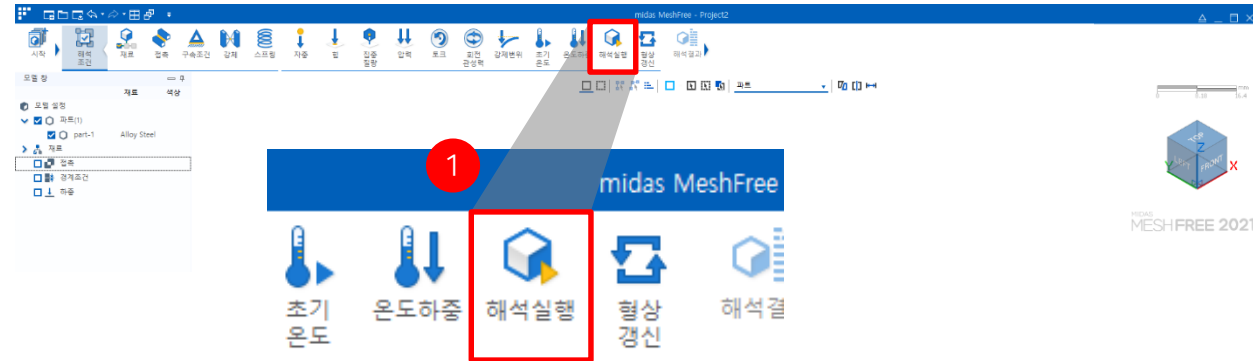 midas MeshFree - Project2
시작
해석
조건
재료
접촉
구속조건
강체
스프링
자중
힘
집중
질량
압력
토크
회전
관성력
강제변위
초기
온도
온도하중
해석실행
형상
갱신
해석결과
모델 창
재료 색상
모델 설정
파트(1)
part-1 Alloy Steel
재료
접촉
경계조건
하중
파트
mm
TOP
LEFT
FRONT
Z
Y
X
MIDAS
MESHFREE 2021
1
midas MeshFree
초기
온도
온도하중
해석실행
형상
갱신
해석결